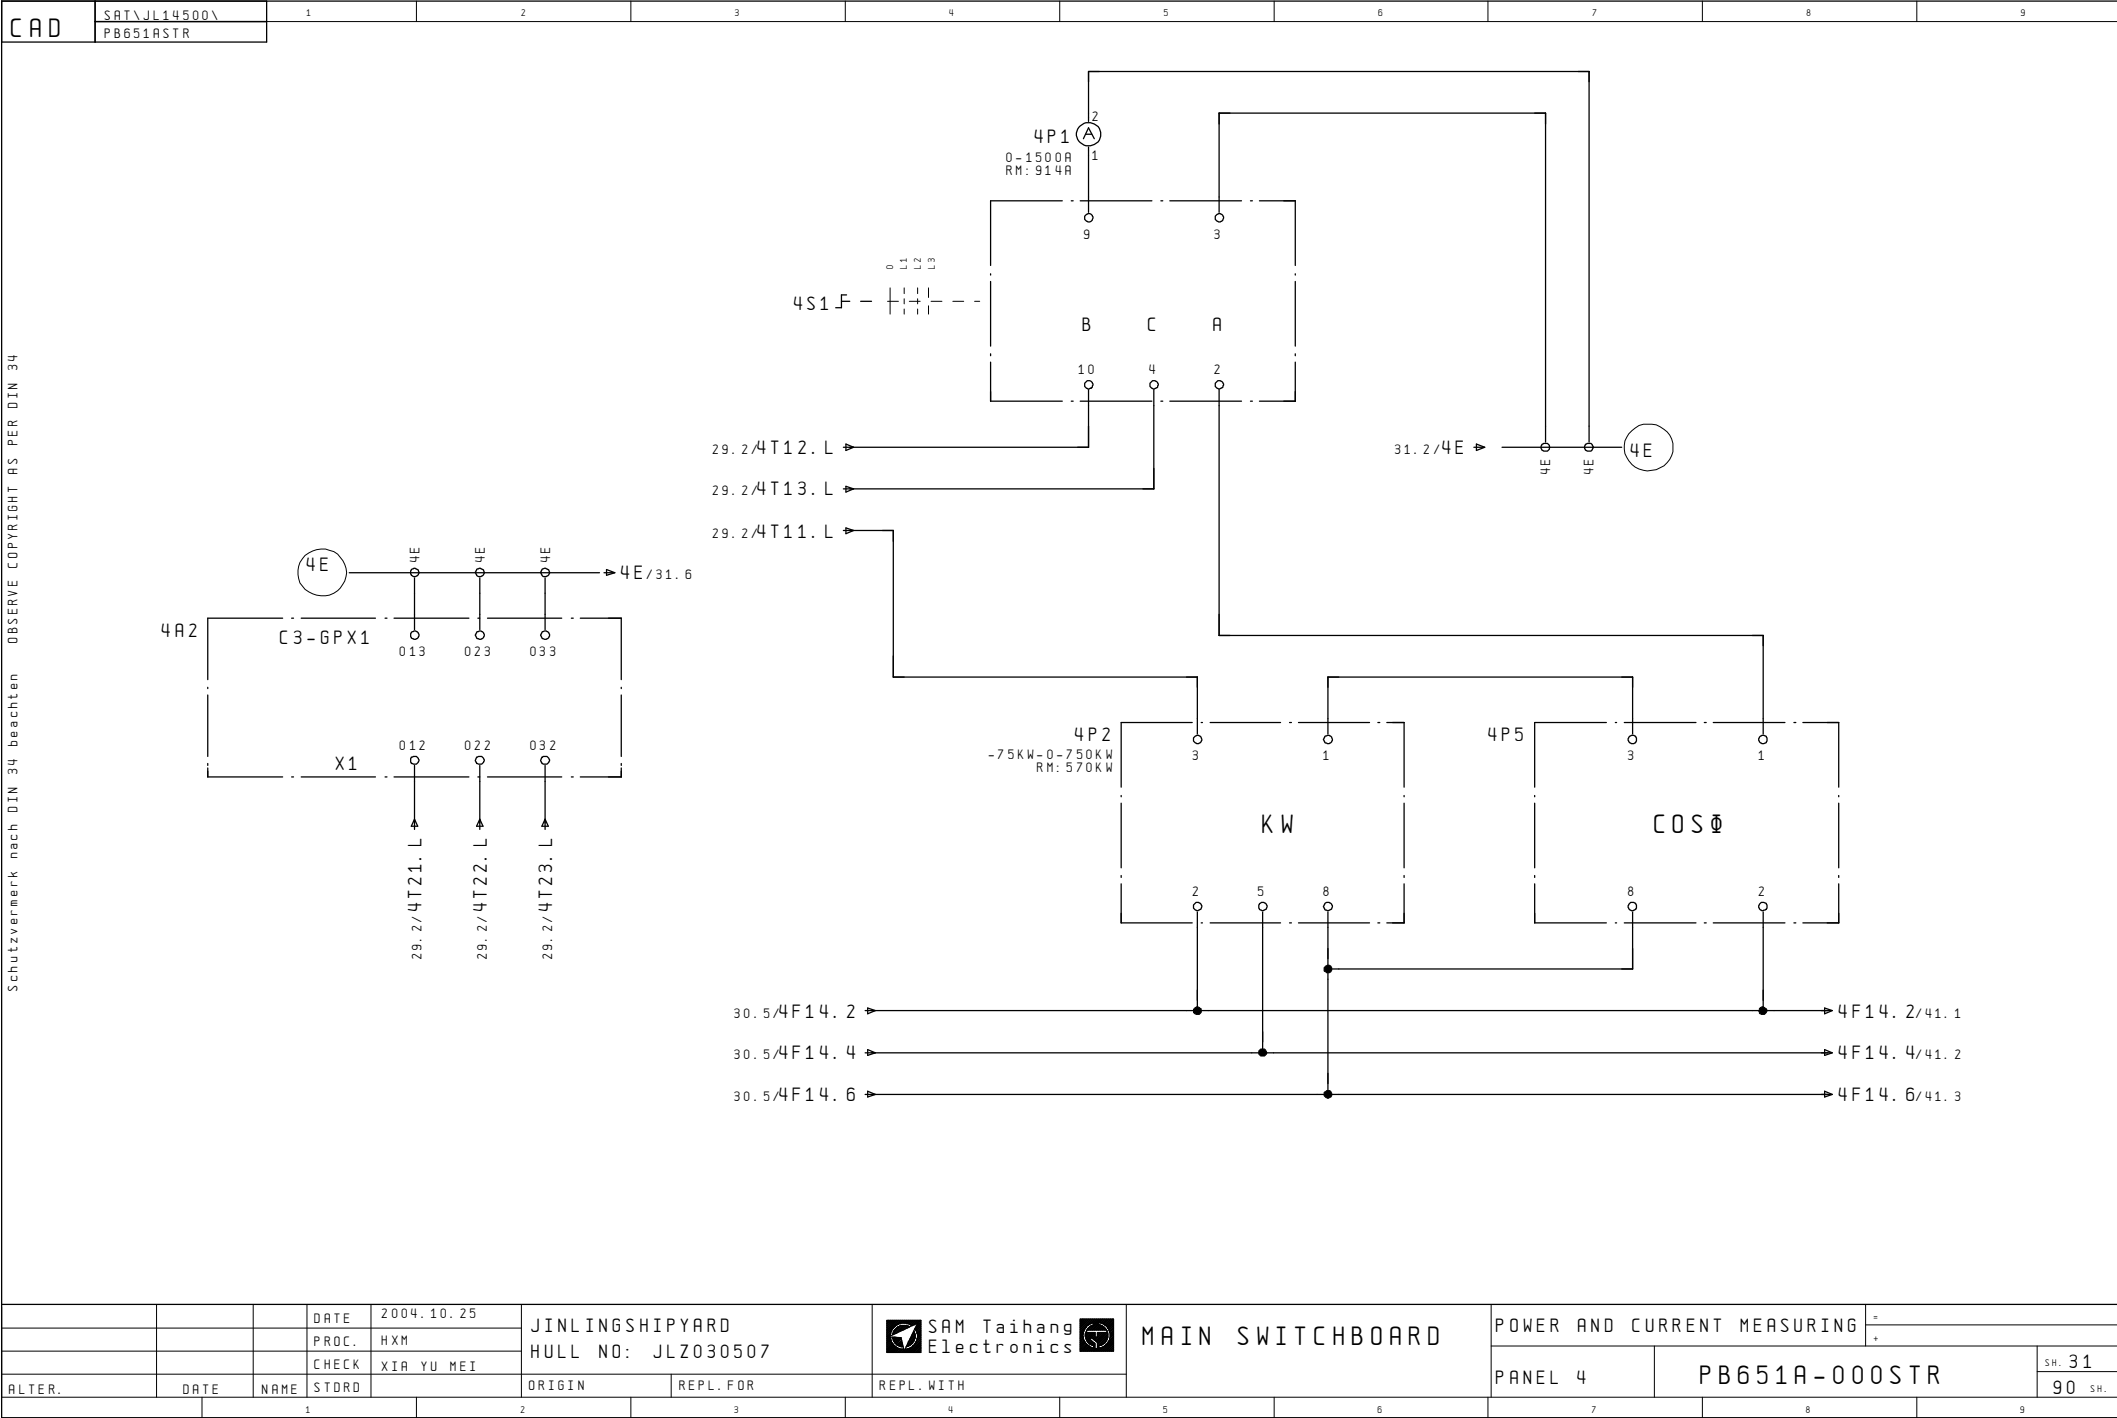 CAD
SAT\JL14500\
PB651ASTR
1 2 3 4 5 6 7 8 9
2
4P1 A
0-1500A
1
RM:914A
9 3
0 L1 L2 L3
4S1
B C A
10 4 2
29.2/4T12.L
31.2/4E
4E
4E 4E
29.2/4T13.L
29.2/4T11.L
4E
4E 4E 4E
4E/31.6
4A2
C3-GPX1
013 023 033
012 022 032
X1
29.2/4T21.L
29.2/4T22.L
29.2/4T23.L
4P2
-75KW-0-750KW
RM:570KW
3 1
KW
2 5 8
4P5
3 1
COSΦ
8 2
30.5/4F14.2
4F14.2/41.1
30.5/4F14.4
4F14.4/41.2
30.5/4F14.6
4F14.6/41.3
Schutzvermerk nach DIN 34 beachten OBSERVE COPYRIGHT AS PER DIN 34
DATE 2004.10.25
PROC. HXM
CHECK XIA YU MEI
ALTER. DATE NAME STDRD
JINLINGSHIPYARD
HULL NO: JLZ030507
ORIGIN REPL.FOR REPL.WITH
SAM Taihang
Electronics
MAIN SWITCHBOARD
POWER AND CURRENT MEASURING
=
+
PANEL 4
PB651A-000STR
SH. 31
90 SH.
1 2 3 4 5 6 7 8 9